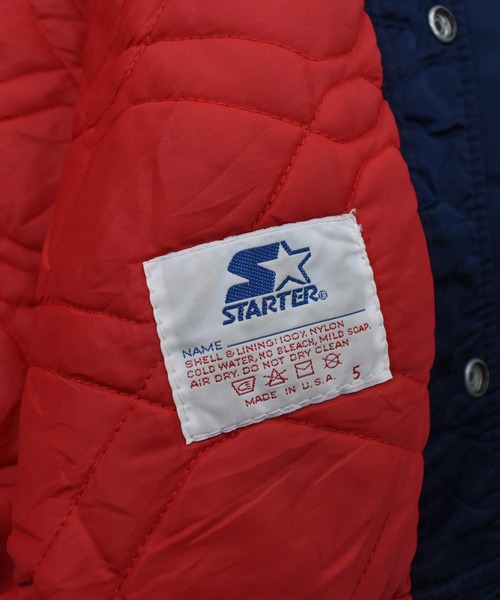 STARTER®
NAME
SHELL & LINING: 100% NYLON
COLD WATER, NO BLEACH, MILD SOAP.
AIR DRY. DO NOT DRY CLEAN
MADE IN U.S.A. 5